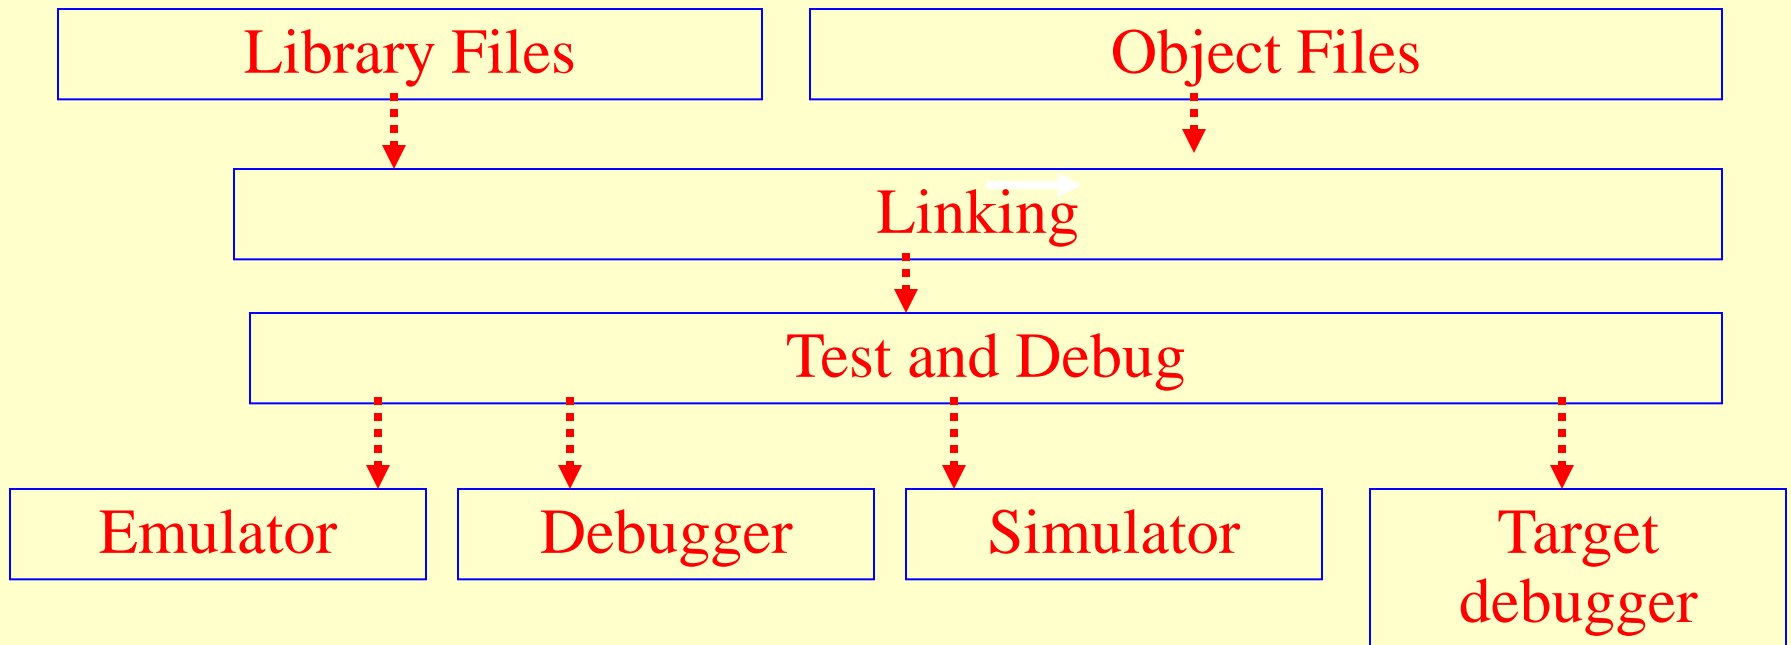 Library Files
Object Files
Linking
Test and Debug
Emulator
Debugger
Simulator
Target
debugger